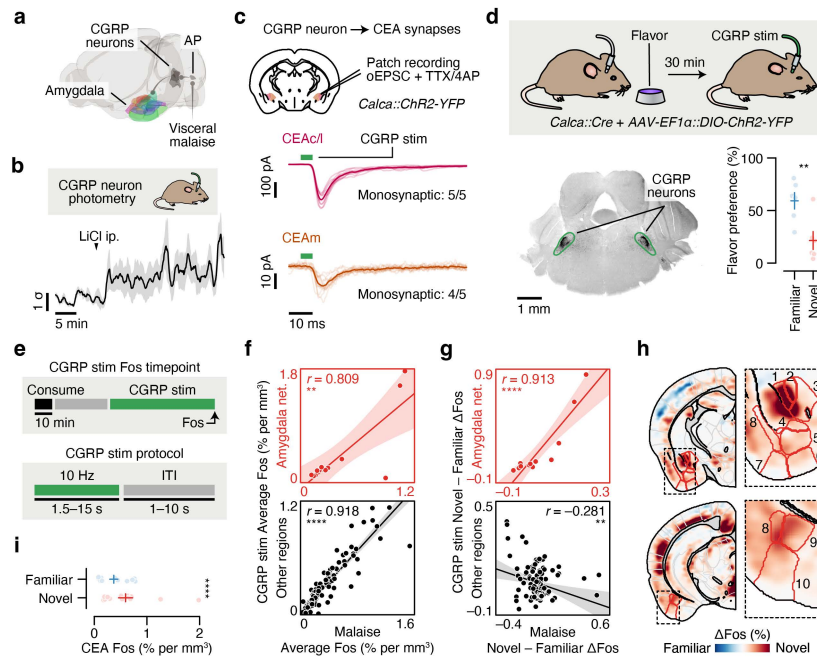 a
CGRP
neurons
AP
Amygdala
Visceral
malaise
b
CGRP neuron
photometry
LiCl ip.
1 σ
5 min
c
CGRP neuron → CEA synapses
Patch recording
oEPSC + TTX/4AP
Calca::ChR2-YFP
CEAc/l
CGRP stim
100 pA
Monosynaptic: 5/5
CEAm
10 pA
Monosynaptic: 4/5
10 ms
d
Flavor
CGRP stim
30 min
Calca::Cre + AAV-EF1α::DIO-ChR2-YFP
CGRP
neurons
1 mm
Flavor preference (%)
100
50
0
**
Familiar
Novel
e
CGRP stim Fos timepoint
Consume
CGRP stim
10 min
Fos
CGRP stim protocol
10 Hz
ITI
1.5–15 s
1–10 s
f
CGRP stim Average Fos (% per mm³)
Amygdala net.
1.8
r = 0.809
**
0
0
1.2
Other regions
1.2
r = 0.918
****
0
0
Malaise
1.6
Average Fos (% per mm³)
g
CGRP stim Novel – Familiar ΔFos
Amygdala net.
0.9
r = 0.913
****
–0.1
–0.1
0.3
Other regions
0.5
r = –0.281
**
–0.1
–0.4
Malaise
0.6
Novel – Familiar ΔFos
h
1
2
3
4
5
8
7
8
9
10
ΔFos (%)
Familiar
Novel
i
Familiar
Novel
****
0
1
2
CEA Fos (% per mm³)